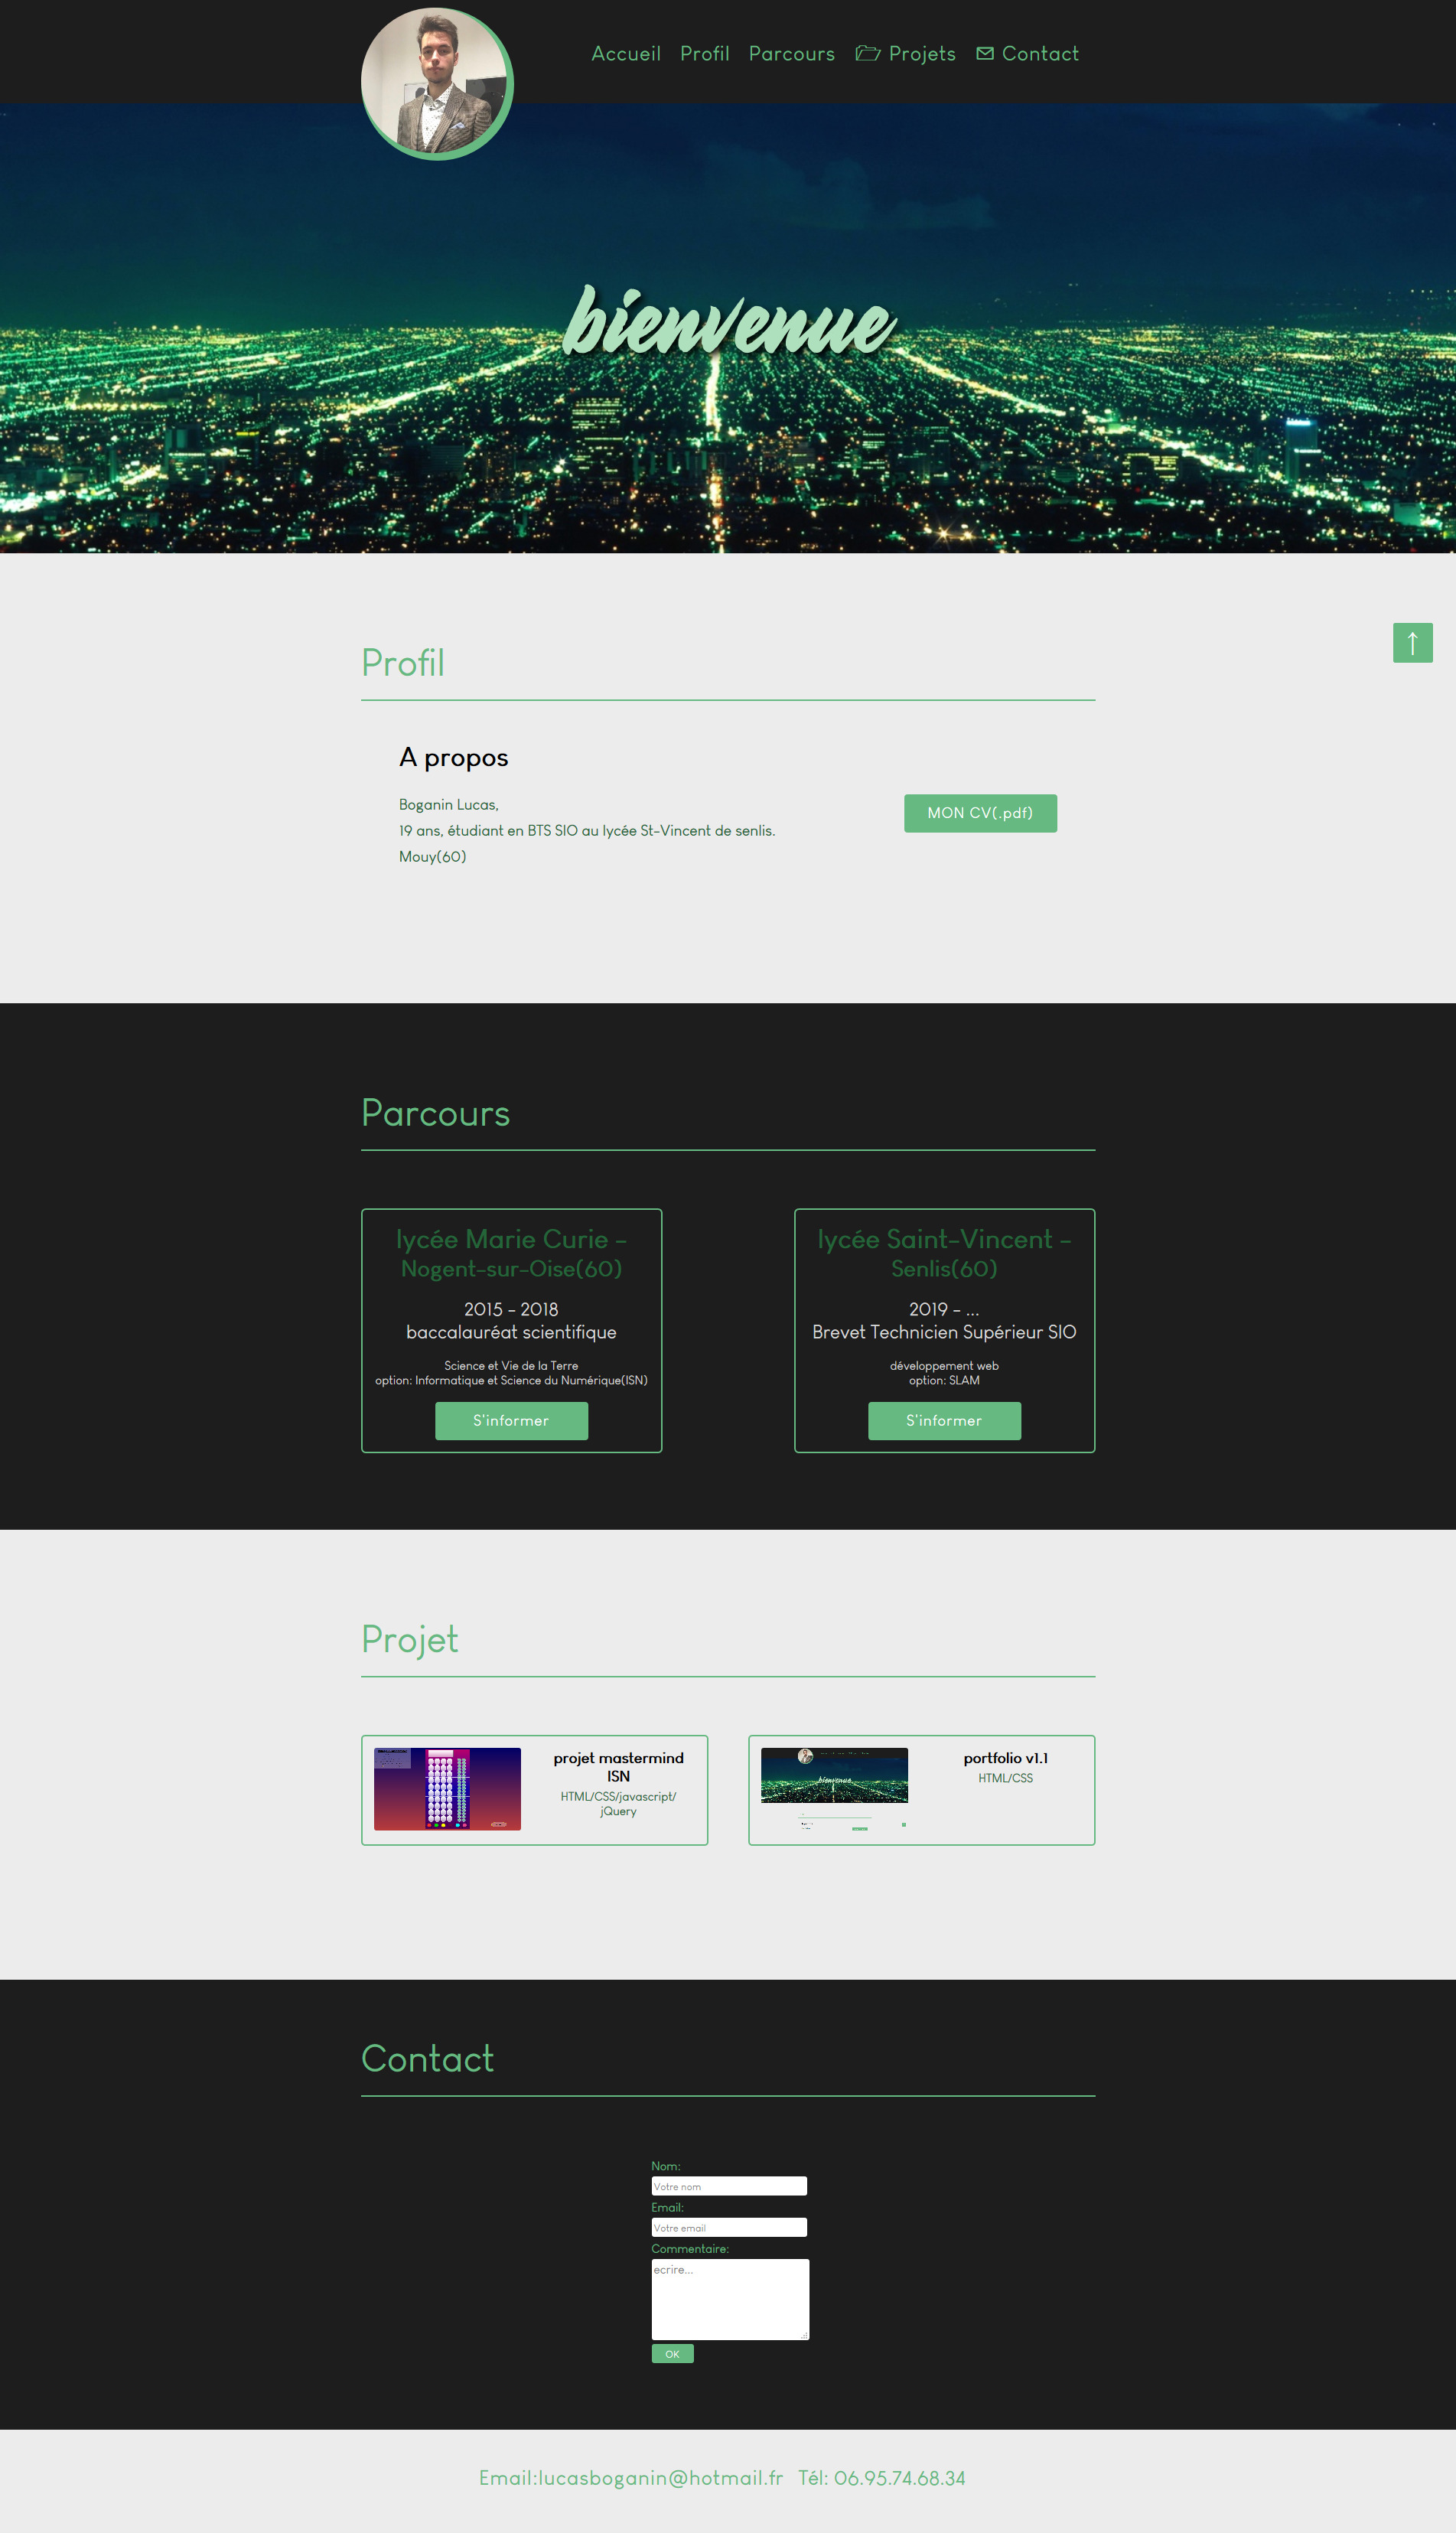 Accueil Profil Parcours Projets Contact
bienvenue
↑
Profil
A propos
Boganin Lucas,
19 ans, étudiant en BTS SIO au lycée St-Vincent de senlis.
Mouy(60)
MON CV(.pdf)
Parcours
lycée Marie Curie -
Nogent-sur-Oise(60)
2015 - 2018
baccalauréat scientifique
Science et Vie de la Terre
option: Informatique et Science du Numérique(ISN)
S'informer
lycée Saint-Vincent -
Senlis(60)
2019 - ...
Brevet Technicien Supérieur SIO
développement web
option: SLAM
S'informer
Projet
projet mastermind
ISN
HTML/CSS/javascript/
jQuery
bienvenue
portfolio v1.1
HTML/CSS
Contact
Nom:
Votre nom
Email:
Votre email
Commentaire:
ecrire...
OK
Email:lucasboganin@hotmail.fr Tél: 06.95.74.68.34